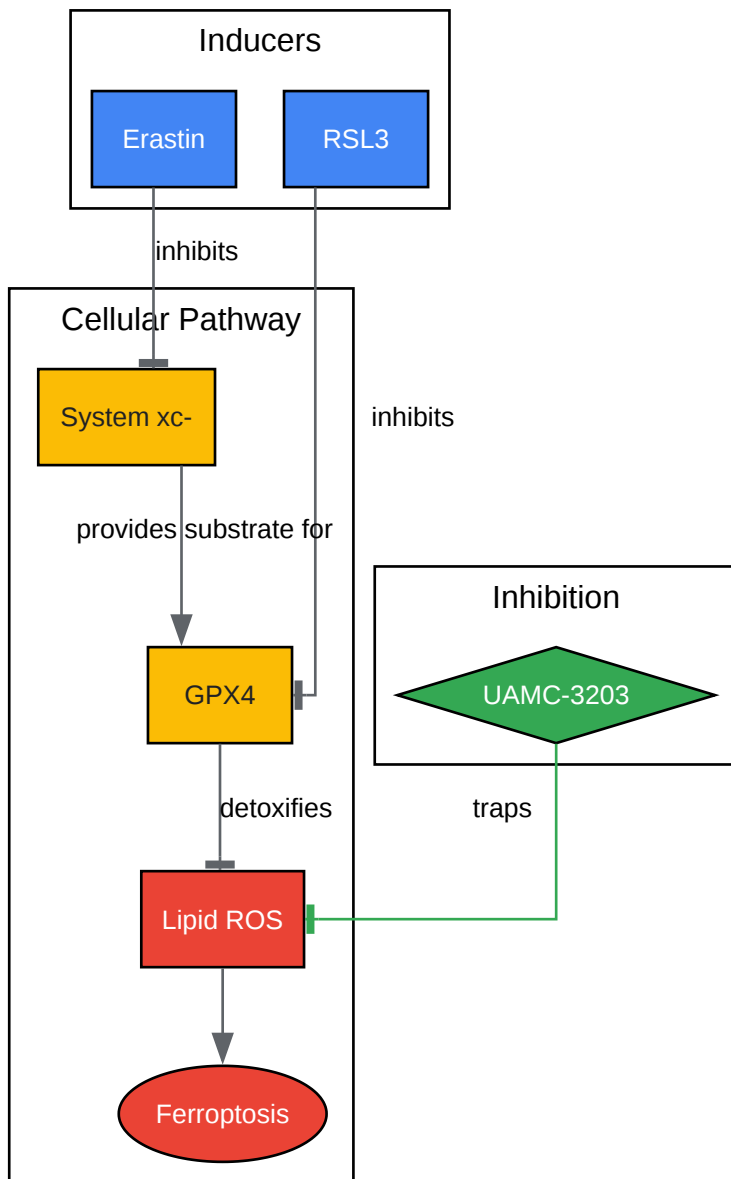 Inducers
Erastin
RSL3
inhibits
Cellular Pathway
System xc-
inhibits
provides substrate for
Inhibition
GPX4
UAMC-3203
detoxifies
traps
Lipid ROS
Ferroptosis